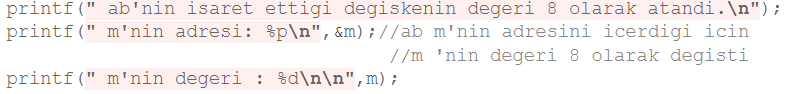 printf(" ab'nin isaret ettigi degiskenin degeri 8 olarak atandi.\n");
printf(" m'nin adresi: %p\n",&m);//ab m'nin adresini icerdigi icin
//m 'nin degeri 8 olarak degisti
printf(" m'nin degeri : %d\n\n",m);